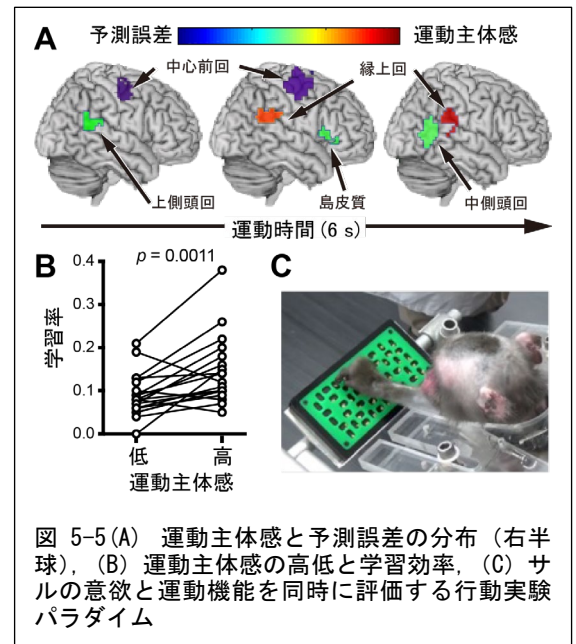 A
予測誤差 運動主体感
中心前回 縁上回
上側頭回 島皮質 中側頭回
運動時間(6 s)
B
p = 0.0011
学習率
0.4
0.3
0.2
0.1
0.0
低 高
運動主体感
C
図 5-5(A) 運動主体感と予測誤差の分布（右半
球），(B) 運動主体感の高低と学習効率，(C) サ
ルの意欲と運動機能を同時に評価する行動実験
パラダイム